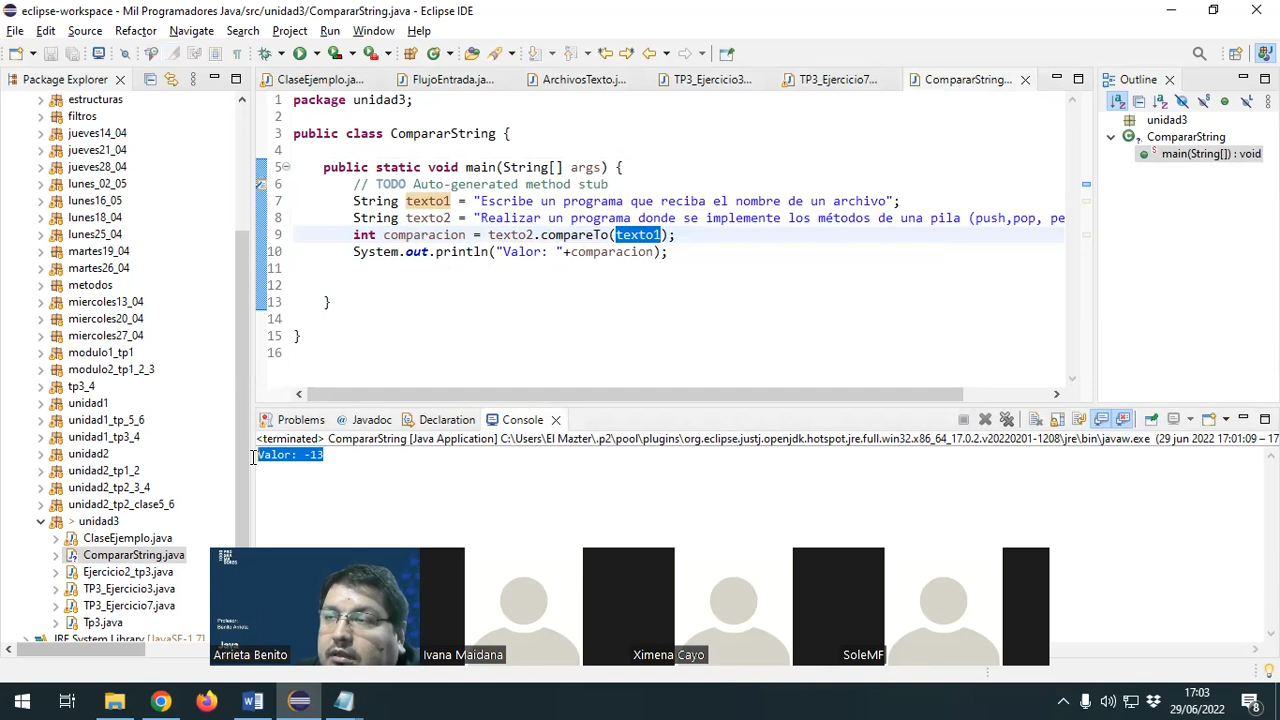 eclipse-workspace - Mil Programadores Java/src/unidad3/CompararString.java - Eclipse IDE
File Edit Source Refactor Navigate Search Project Run Window Help
Package Explorer
ClaseEjemplo.ja...
FlujoEntrada.ja...
ArchivosTexto.j...
TP3_Ejercicio3...
TP3_Ejercicio7...
CompararString...
Outline
estructuras
filtros
jueves14_04
jueves21_04
jueves28_04
lunes_02_05
lunes16_05
lunes18_04
lunes25_04
martes19_04
martes26_04
metodos
miercoles13_04
miercoles20_04
miercoles27_04
modulo1_tp1
modulo2_tp1_2_3
tp3_4
unidad1
unidad1_tp_5_6
unidad1_tp3_4
unidad2
unidad2_tp1_2
unidad2_tp2_3_4
unidad2_tp2_clase5_6
> unidad3
ClaseEjemplo.java
CompararString.java
Ejercicio2_tp3.java
TP3_Ejercicio3.java
TP3_Ejercicio7.java
Tp3.java
JRE System Library [JavaSE-1.7]
1 package unidad3;
2
3 public class CompararString {
4
5 public static void main(String[] args) {
6 // TODO Auto-generated method stub
7 String texto1 = "Escribe un programa que reciba el nombre de un archivo";
8 String texto2 = "Realizar un programa donde se implemente los métodos de una pila (push,pop, pe
9 int comparacion = texto2.compareTo(texto1);
10 System.out.println("Valor: "+comparacion);
11
12
13 }
14
15 }
16
unidad3
CompararString
main(String[]) : void
Problems Javadoc Declaration Console
<terminated> CompararString [Java Application] C:\Users\El Mazter\.p2\pool\plugins\org.eclipse.justj.openjdk.hotspot.jre.full.win32.x86_64_17.0.2.v20220201-1208\jre\bin\javaw.exe (29 jun 2022 17:01:09 – 17
Valor: -13
Profesor:
Benito Arrieta
Java
Arrieta Benito
Ivana Maidana
Ximena Cayo
SoleMF
17:03
29/06/2022
8